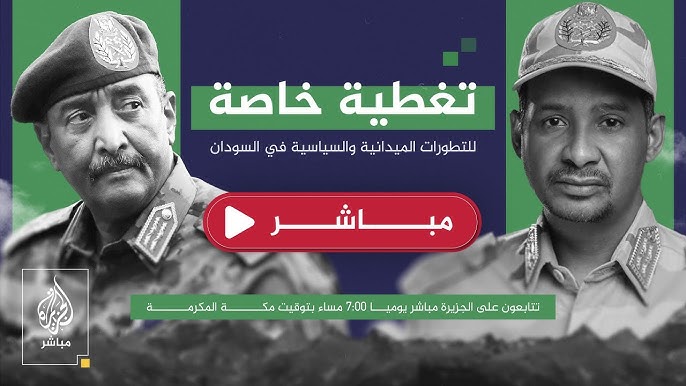 تغطية خاصة
للتطورات الميدانية والسياسية في السودان
مباشر
تتابعون على الجزيرة مباشر يوميا 7:00 مساء بتوقيت مكة المكرمة
الجزيرة
مباشر